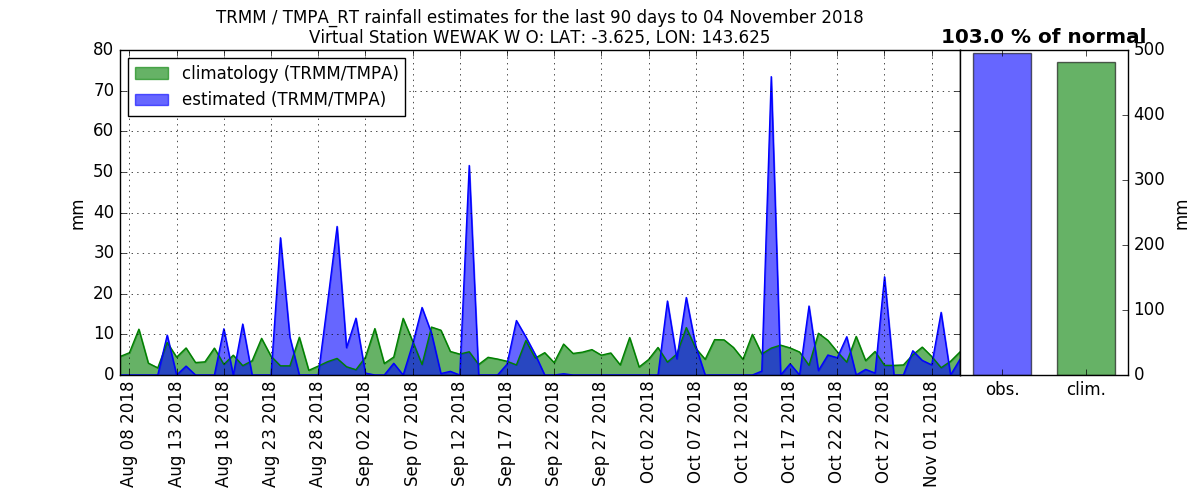 TRMM / TMPA_RT rainfall estimates for the last 90 days to 04 November 2018
Virtual Station WEWAK W O: LAT: -3.625, LON: 143.625
103.0 % of normal
climatology (TRMM/TMPA)
estimated (TRMM/TMPA)
80
70
60
50
40
30
20
10
0
mm
Aug 08 2018
Aug 13 2018
Aug 18 2018
Aug 23 2018
Aug 28 2018
Sep 02 2018
Sep 07 2018
Sep 12 2018
Sep 17 2018
Sep 22 2018
Sep 27 2018
Oct 02 2018
Oct 07 2018
Oct 12 2018
Oct 17 2018
Oct 22 2018
Oct 27 2018
Nov 01 2018
500
400
300
200
100
0
mm
obs.
clim.